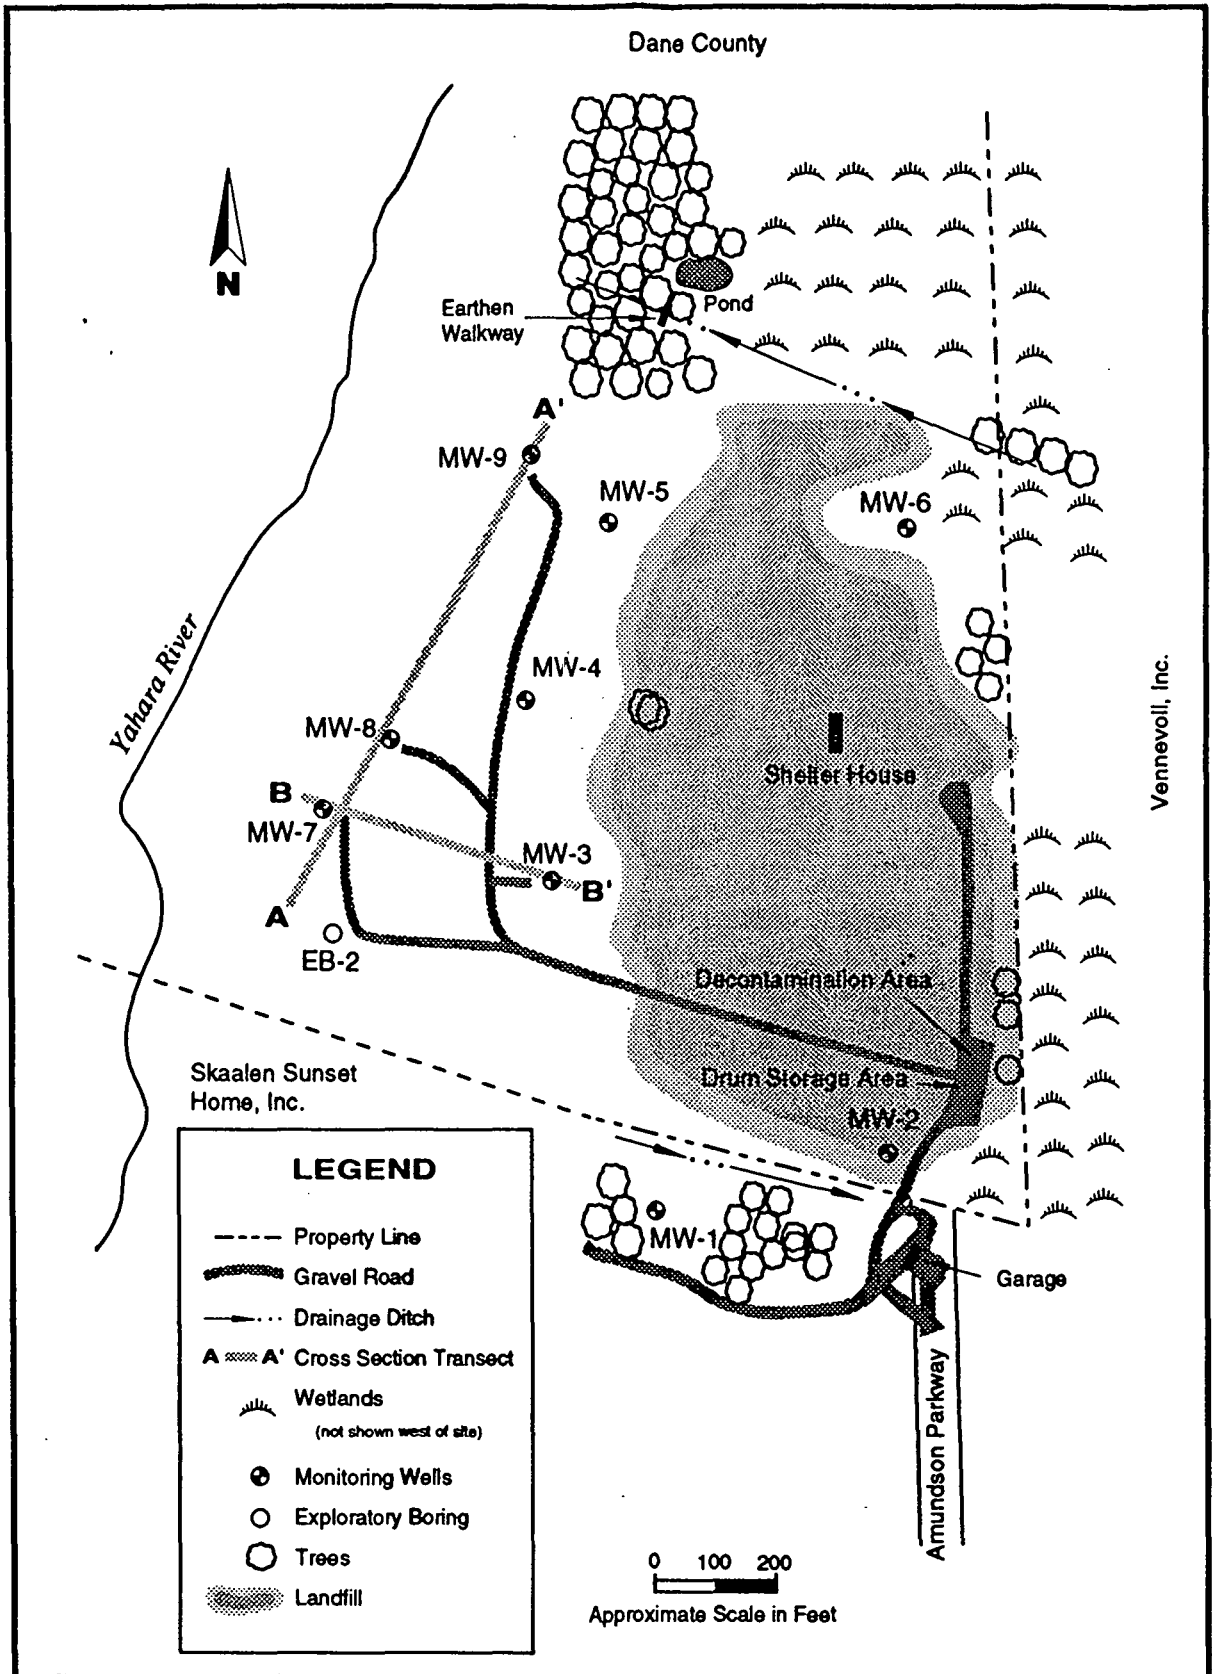 Dane County
N
Earthen
Walkway
Pond
A'
MW-9
MW-5
MW-6
Yahara River
MW-4
MW-8
Vennevoll, Inc.
Shelter House
B
MW-7
MW-3
B'
A
EB-2
Decontamination Area
Skaalen Sunset
Home, Inc.
Drum Storage Area
MW-2
MW-1
Garage
Amundson Parkway
LEGEND
Property Line
Gravel Road
Drainage Ditch
A A' Cross Section Transect
Wetlands
(not shown west of site)
Monitoring Wells
Exploratory Boring
Trees
Landfill
0 100 200
Approximate Scale in Feet